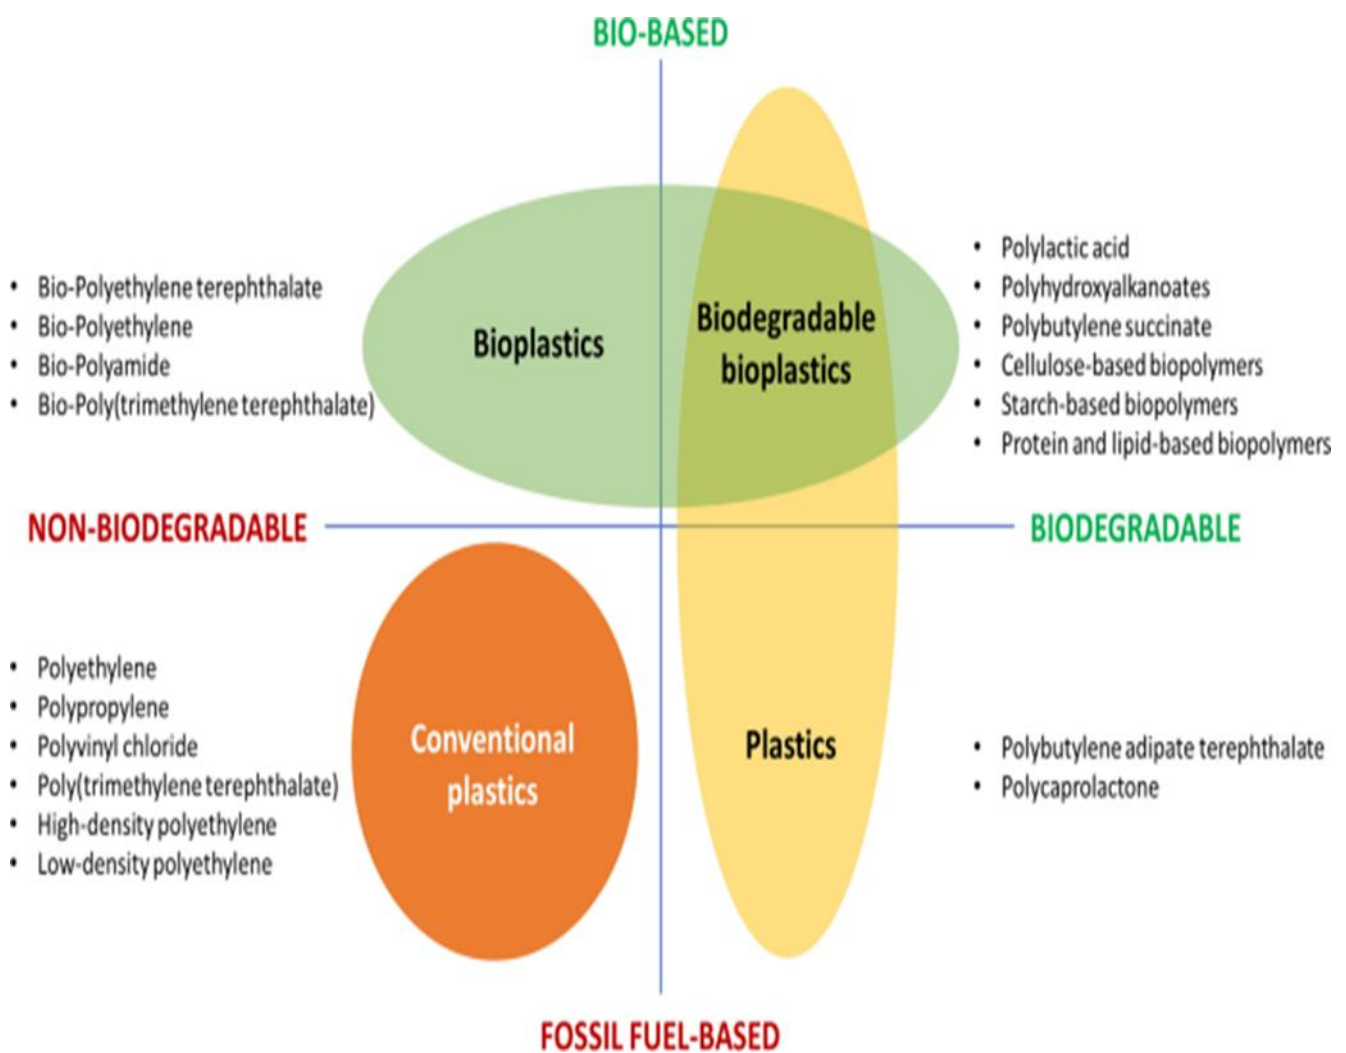 BIO-BASED
• Bio-Polyethylene terephthalate
• Bio-Polyethylene
• Bio-Polyamide
• Bio-Poly(trimethylene terephthalate)
Bioplastics
Biodegradable
bioplastics
• Polylactic acid
• Polyhydroxyalkanoates
• Polybutylene succinate
• Cellulose-based biopolymers
• Starch-based biopolymers
• Protein and lipid-based biopolymers
NON-BIODEGRADABLE
BIODEGRADABLE
• Polyethylene
• Polypropylene
• Polyvinyl chloride
• Poly(trimethylene terephthalate)
• High-density polyethylene
• Low-density polyethylene
Conventional
plastics
Plastics
• Polybutylene adipate terephthalate
• Polycaprolactone
FOSSIL FUEL-BASED